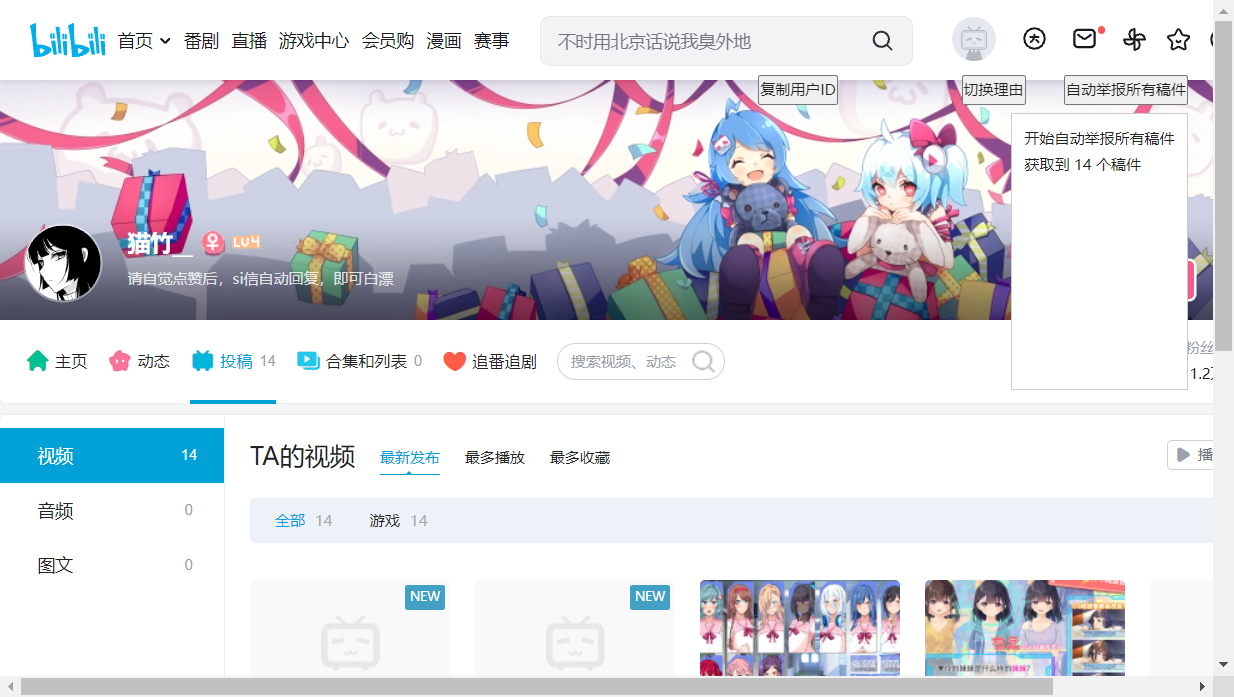 bilibili 首页 番剧 直播 游戏中心 会员购 漫画 赛事 不时用北京话说我臭外地
复制用户ID 切换理由 自动举报所有稿件
开始自动举报所有稿件
获取到 14 个稿件
猫竹__ LV4
请自觉点赞后，si信自动回复，即可白漂
主页 动态 投稿 14 合集和列表 0 追番追剧 搜索视频、动态 粉丝
1.2
视频 14
音频 0
图文 0
TA的视频 最新发布 最多播放 最多收藏 播
全部 14 游戏 14
NEW NEW